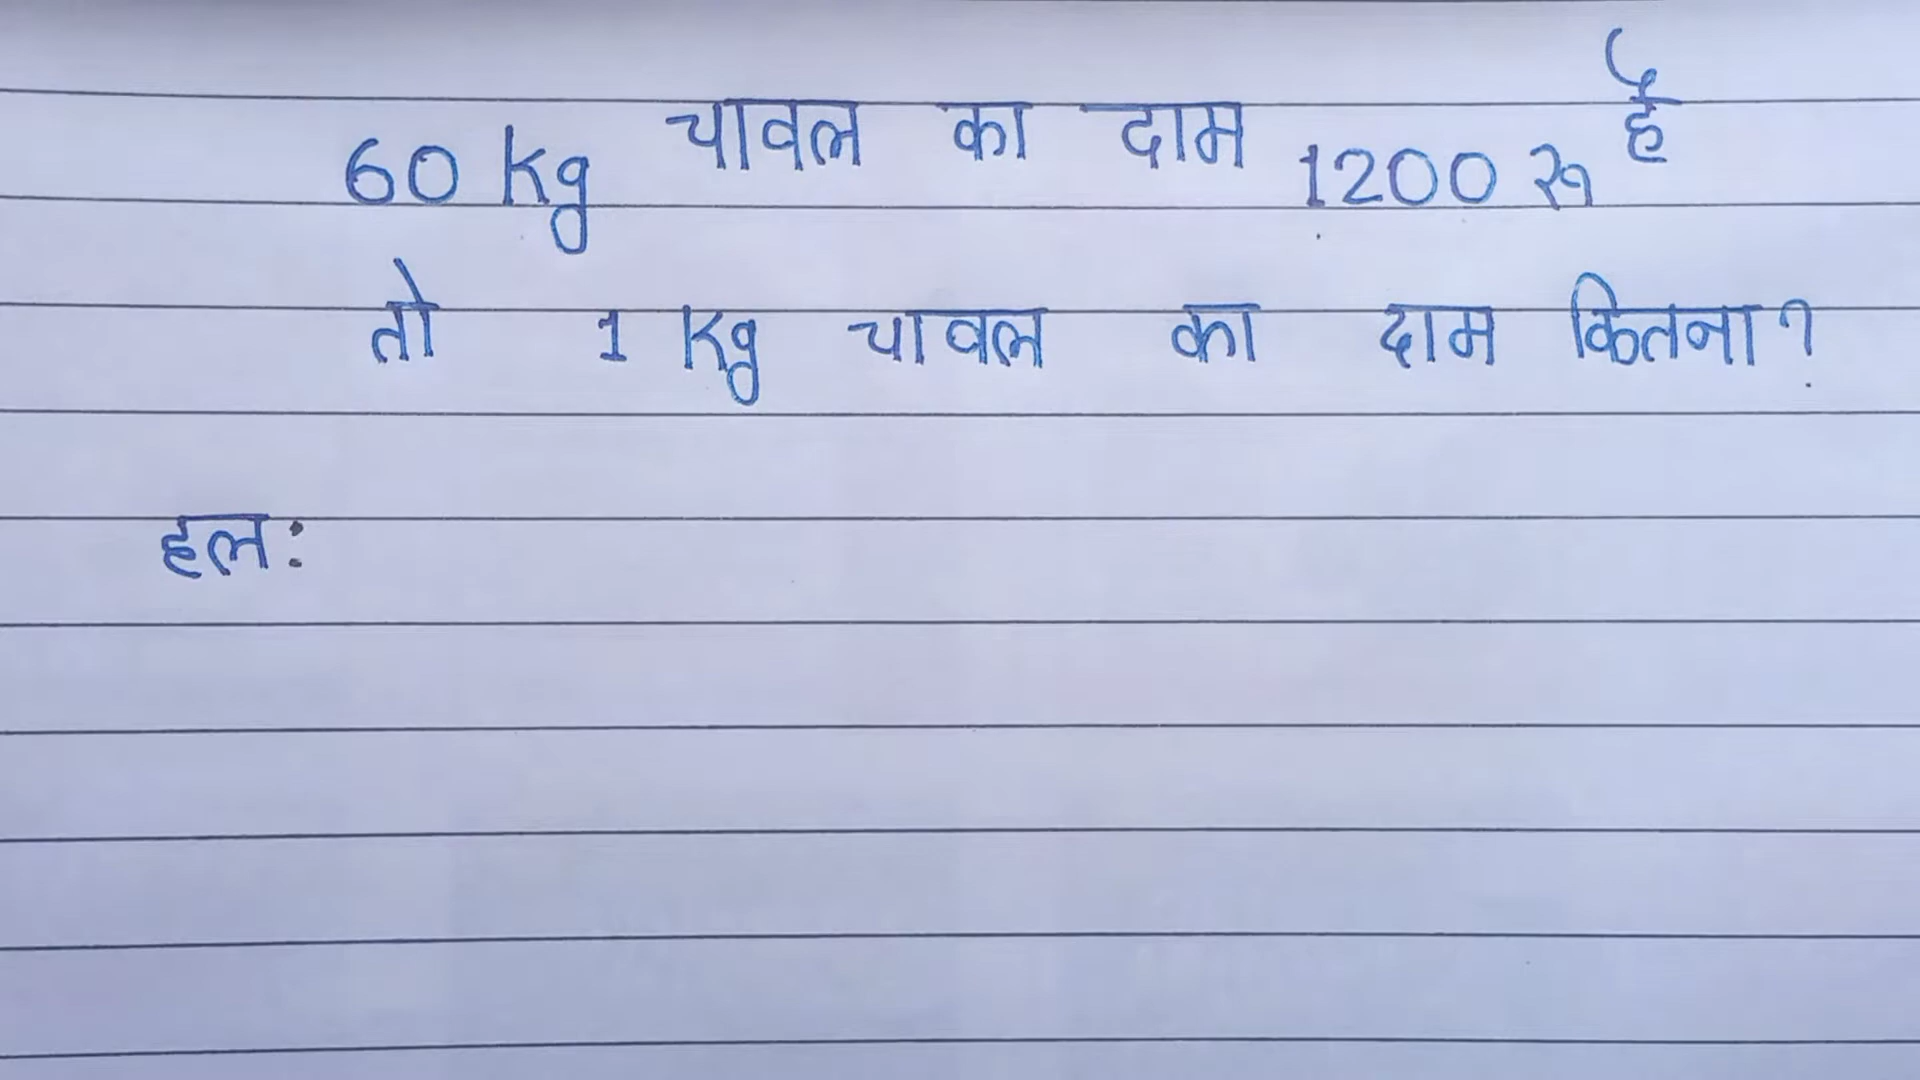 60 kg चावल का दाम 1200 रू है
तो 1 kg चावल का दाम कितना?
हल: